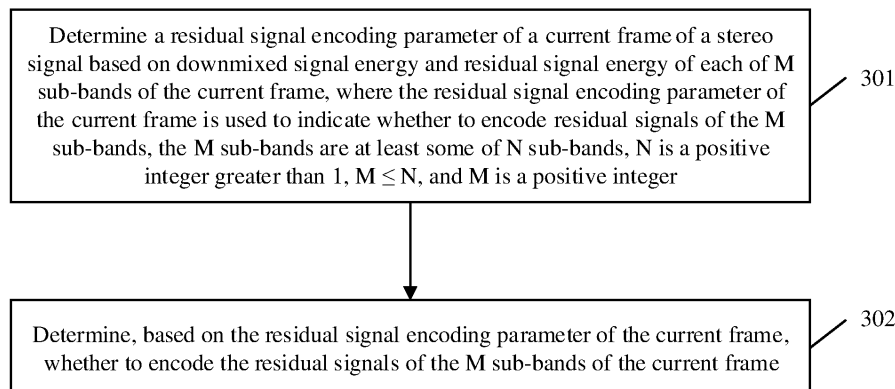 Determine a residual signal encoding parameter of a current frame of a stereo
signal based on downmixed signal energy and residual signal energy of each of M
sub-bands of the current frame, where the residual signal encoding parameter of
the current frame is used to indicate whether to encode residual signals of the M
sub-bands, the M sub-bands are at least some of N sub-bands, N is a positive
integer greater than 1, M ≤ N, and M is a positive integer
301
Determine, based on the residual signal encoding parameter of the current frame,
whether to encode the residual signals of the M sub-bands of the current frame
302